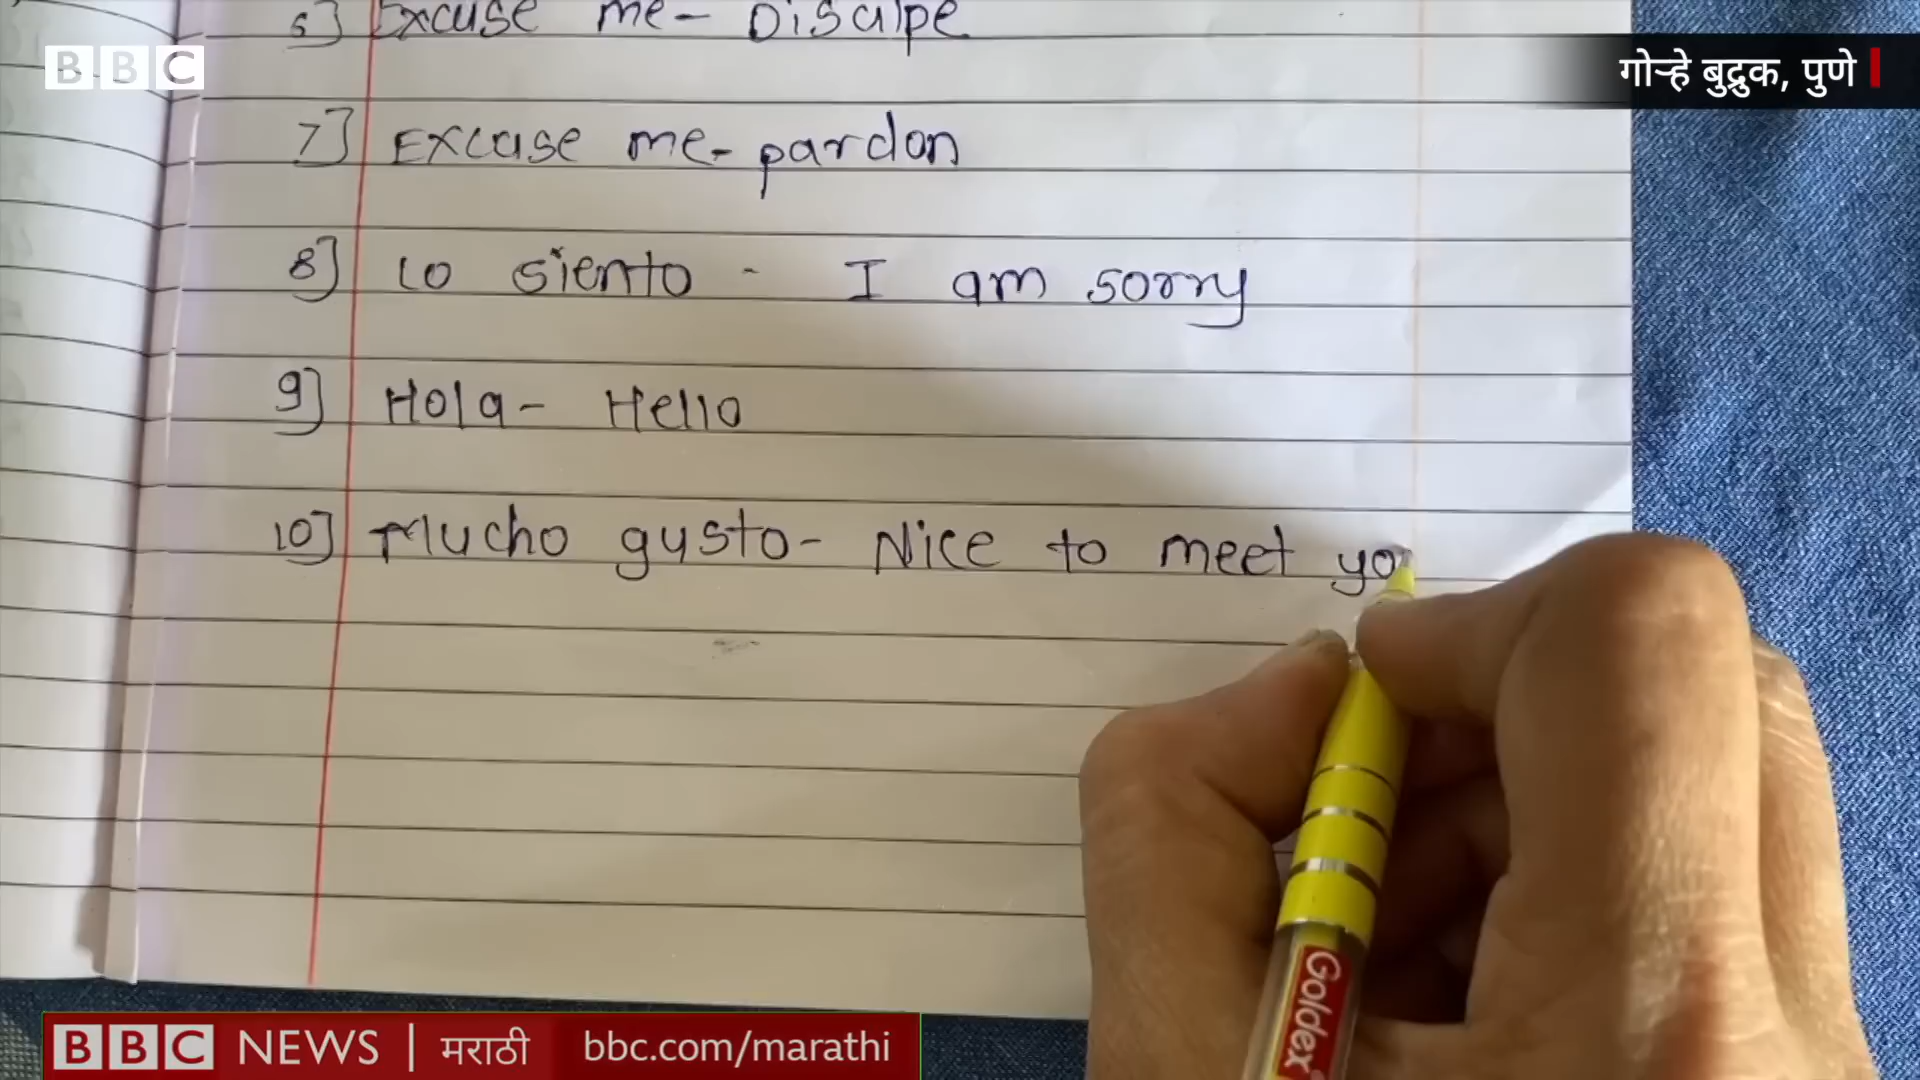 6] Excuse me - Disculpe
BBC
गोऱ्हे बुद्रुक, पुणे
7] Excuse me - pardon
8] Lo siento - I am sorry
9] Hola - Hello
10] Mucho gusto - Nice to meet yo
Goldex
BBC NEWS | मराठी bbc.com/marathi